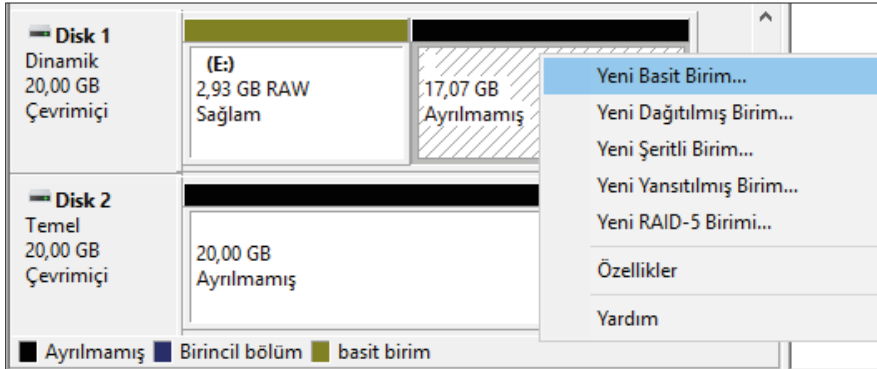 Disk 1
Dinamik
20,00 GB
Çevrimiçi
(E:)
2,93 GB RAW
Sağlam
17,07 GB
Ayrılmamış
Yeni Basit Birim...
Yeni Dağıtılmış Birim...
Yeni Şeritli Birim...
Yeni Yansıtılmış Birim...
Yeni RAID-5 Birimi...
Özellikler
Yardım
Disk 2
Temel
20,00 GB
Çevrimiçi
20,00 GB
Ayrılmamış
Ayrılmamış Birincil bölüm basit birim